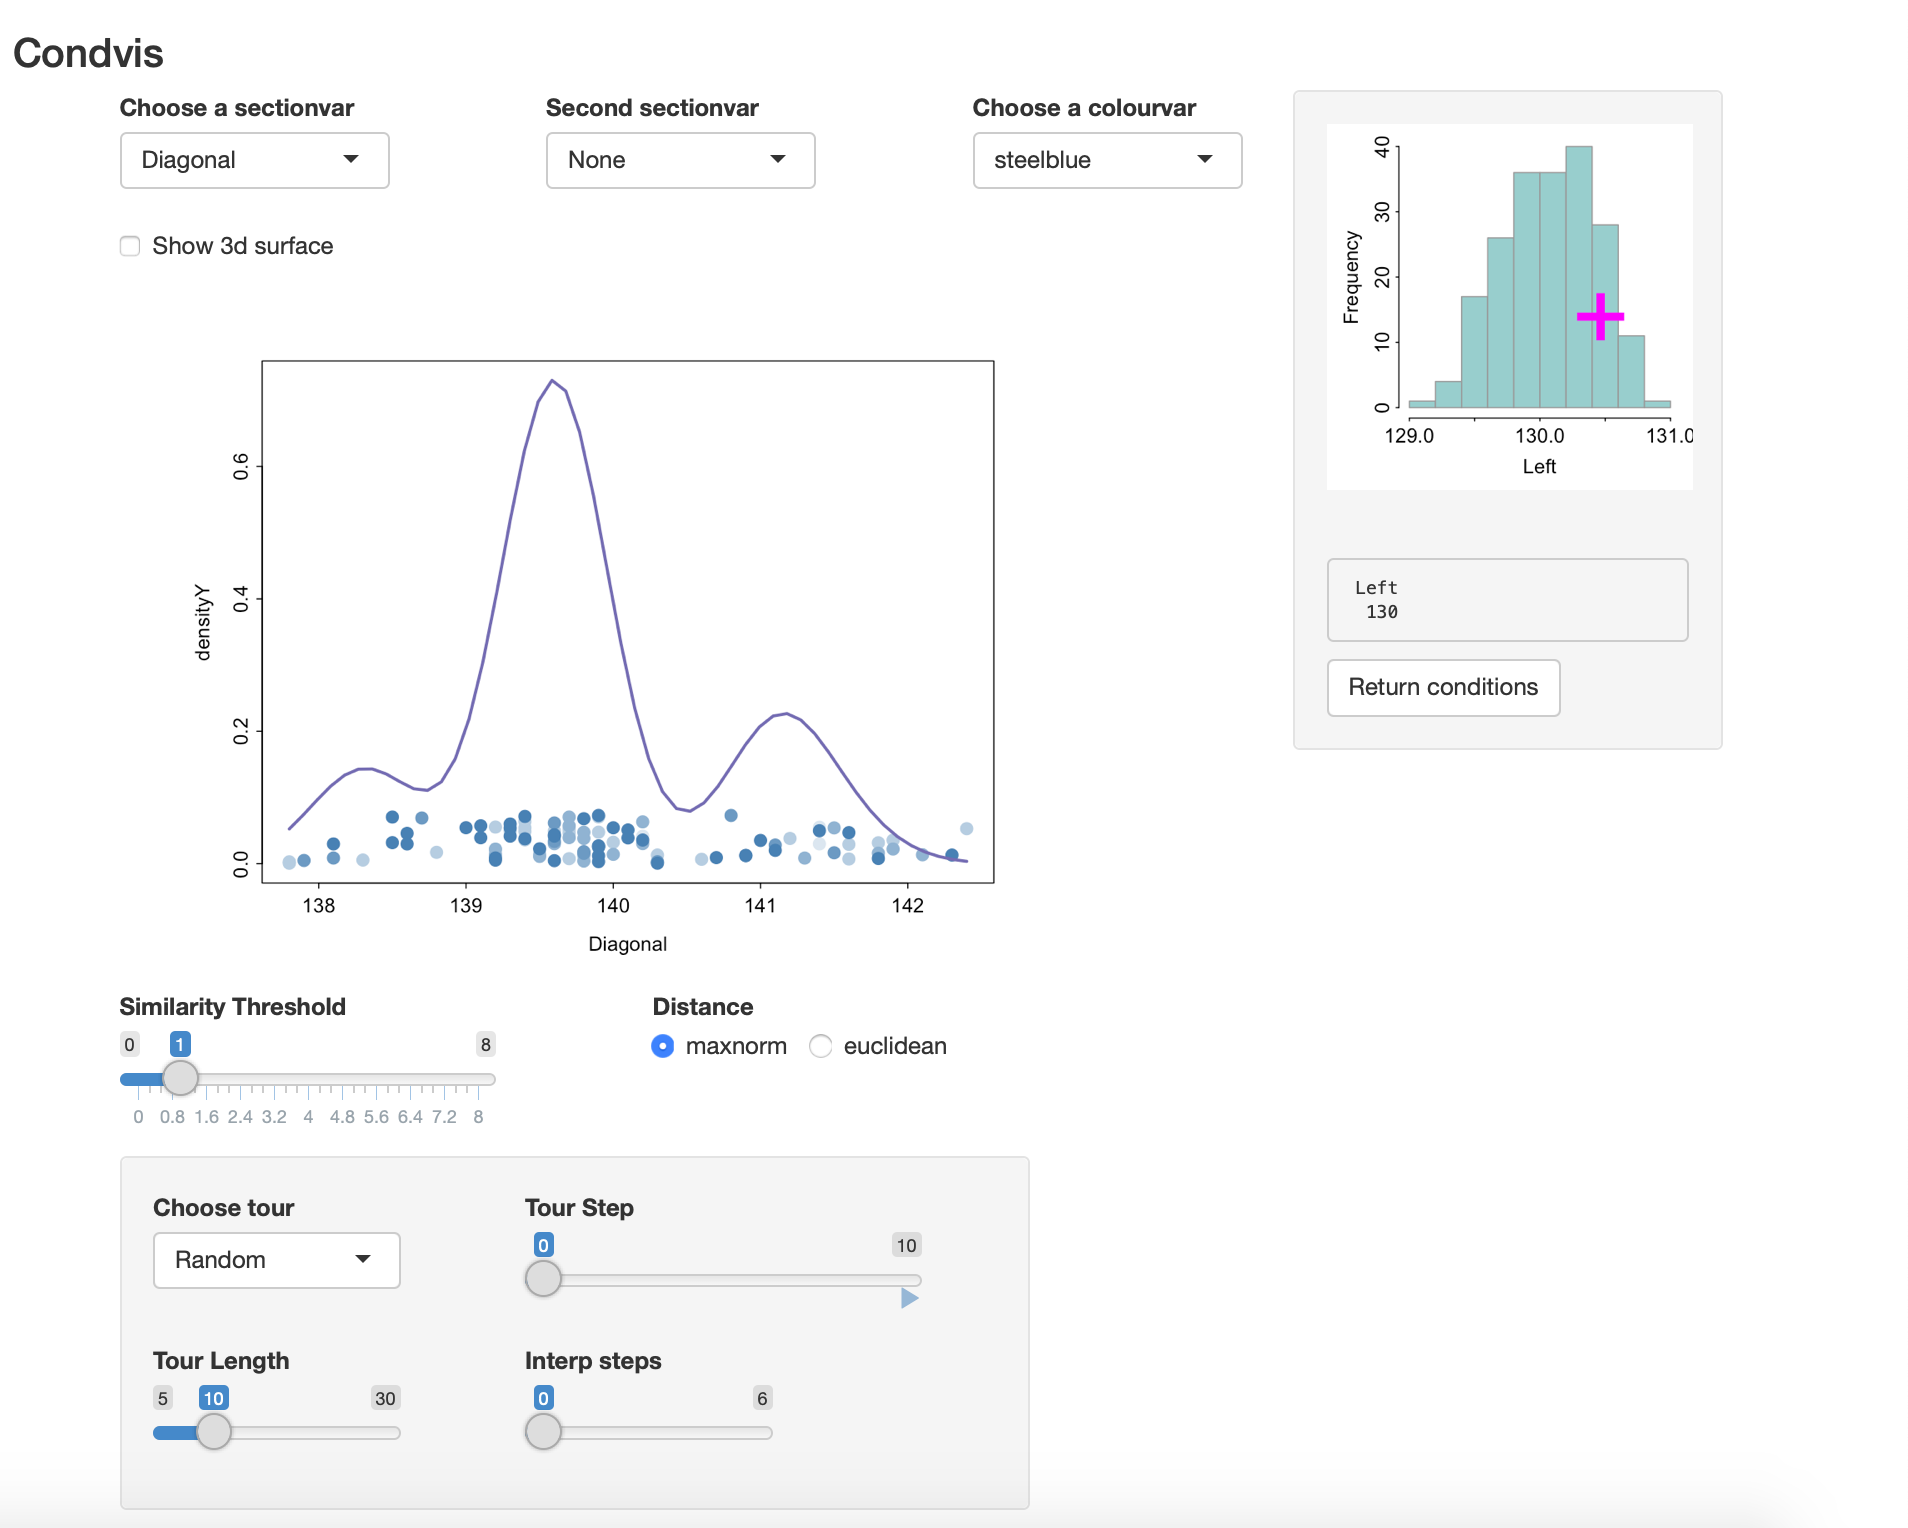 Condvis
Choose a sectionvar
Second sectionvar
Choose a colourvar
Diagonal
None
steelblue
Show 3d surface
0.0 0.2 0.4 0.6
densityY
138 139 140 141 142
Diagonal
0 10 20 30 40
Frequency
129.0 130.0 131.0
Left
Left
130
Return conditions
Similarity Threshold
0 1 8
0 0.8 1.6 2.4 3.2 4 4.8 5.6 6.4 7.2 8
Distance
maxnorm euclidean
Choose tour
Random
Tour Step
0 10
Tour Length
5 10 30
Interp steps
0 6